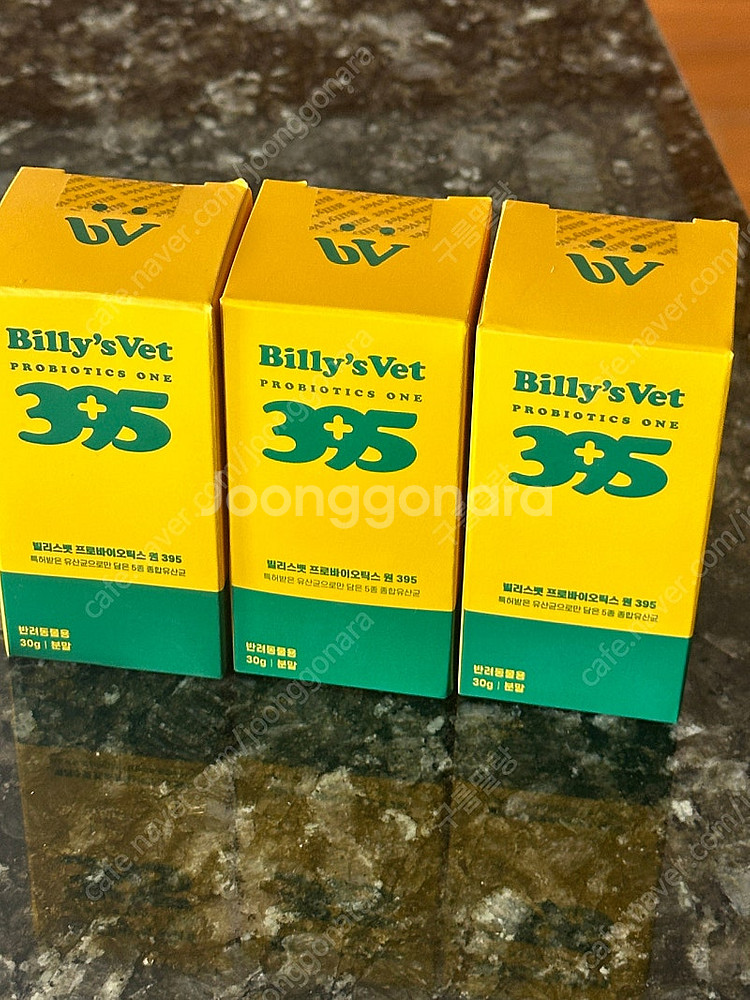 bv
Billy'sVet
PROBIOTICS ONE
395
빌리스벳 프로바이오틱스 원 395
특허받은 유산균으로만 담은 5종 종합유산균
반려동물용
30g | 분말
bv
Billy'sVet
PROBIOTICS ONE
395
빌리스벳 프로바이오틱스 원 395
특허받은 유산균으로만 담은 5종 종합유산균
반려동물용
30g | 분말
bv
Billy'sVet
PROBIOTICS ONE
395
빌리스벳 프로바이오틱스 원 395
특허받은 유산균으로만 담은 5종 종합유산균
반려동물용
30g | 분말
Joonggonara
cafe.naver.com/joonggonara